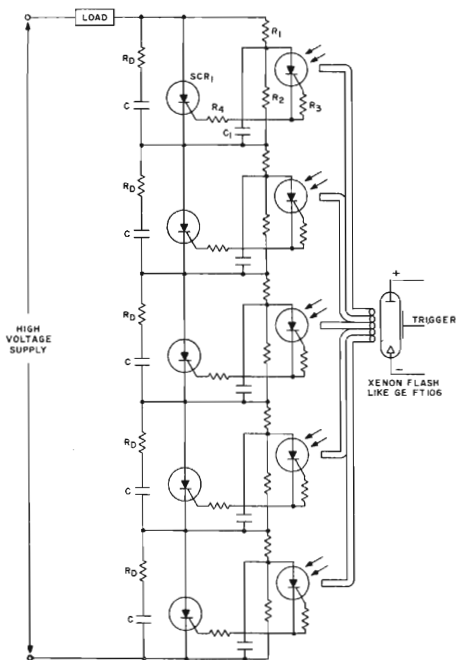 LOAD
R1
RD
SCR1
R2
R4
R3
C
C1
RD
C
HIGH
VOLTAGE
SUPPLY
RD
C
+
TRIGGER
−
XENON FLASH
LIKE GE FT106
RD
C
RD
C